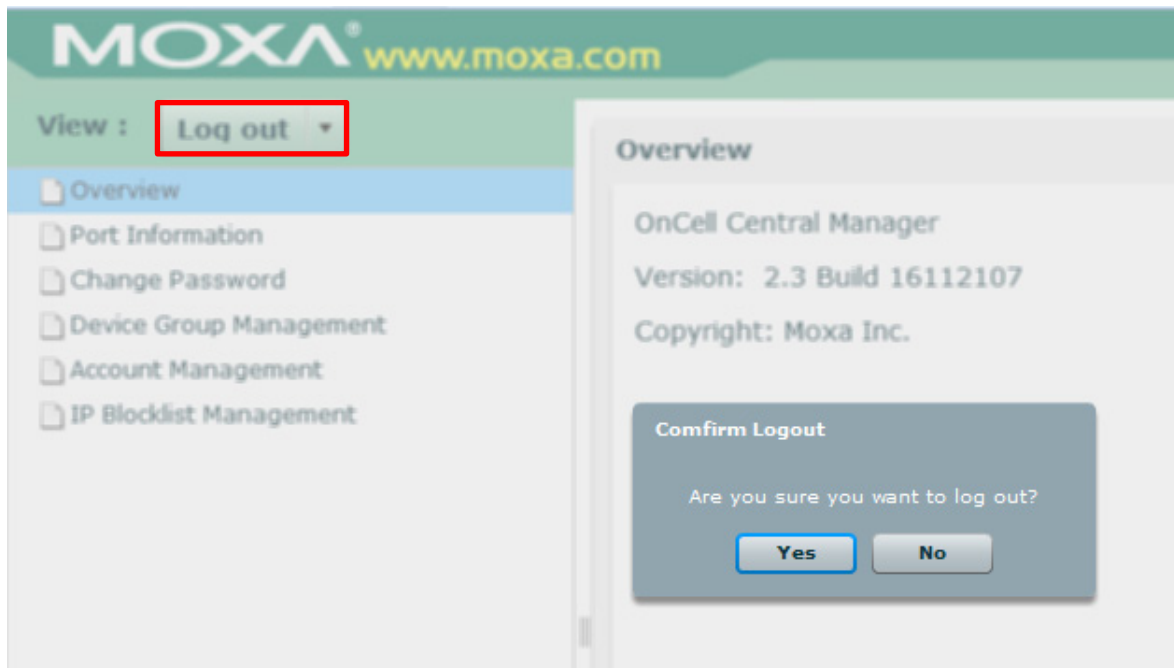 MOXA® www.moxa.com
View : Log out
Overview
Port Information
Change Password
Device Group Management
Account Management
IP Blocklist Management
Overview
OnCell Central Manager
Version: 2.3 Build 16112107
Copyright: Moxa Inc.
Comfirm Logout
Are you sure you want to log out?
Yes No